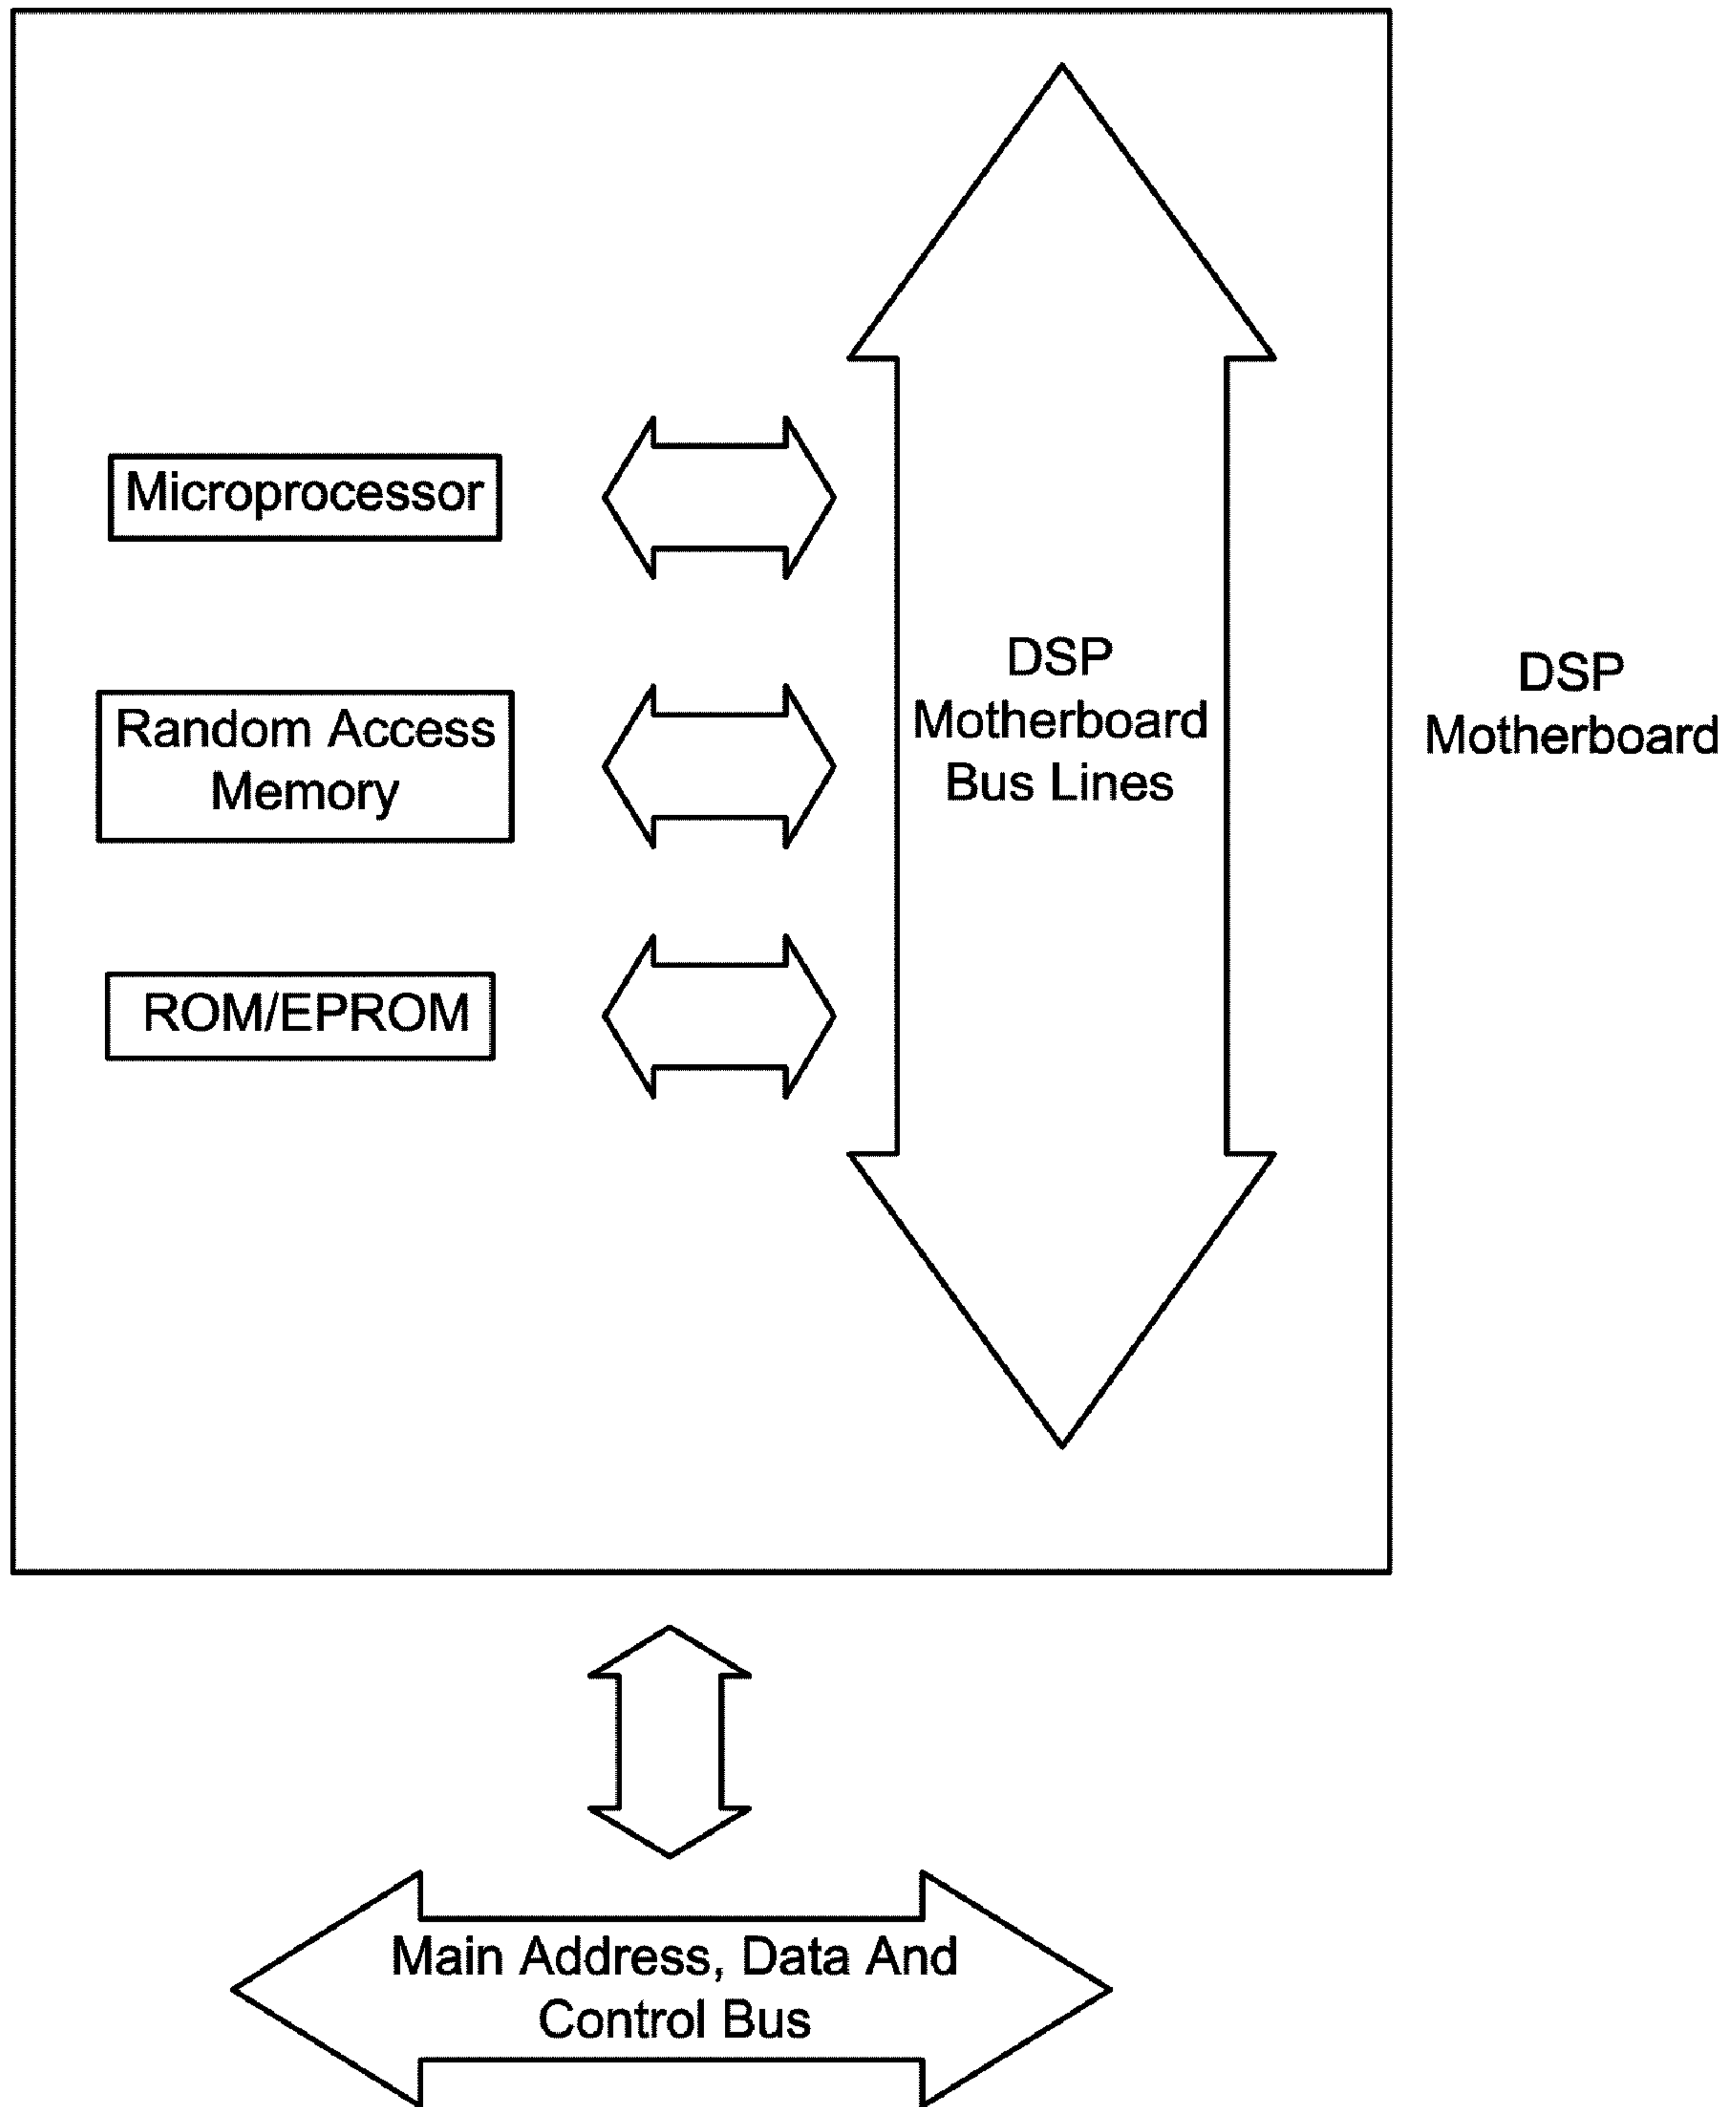 Microprocessor
Random Access
Memory
ROM/EPROM
DSP
Motherboard
Bus Lines
DSP
Motherboard
Main Address, Data And
Control Bus